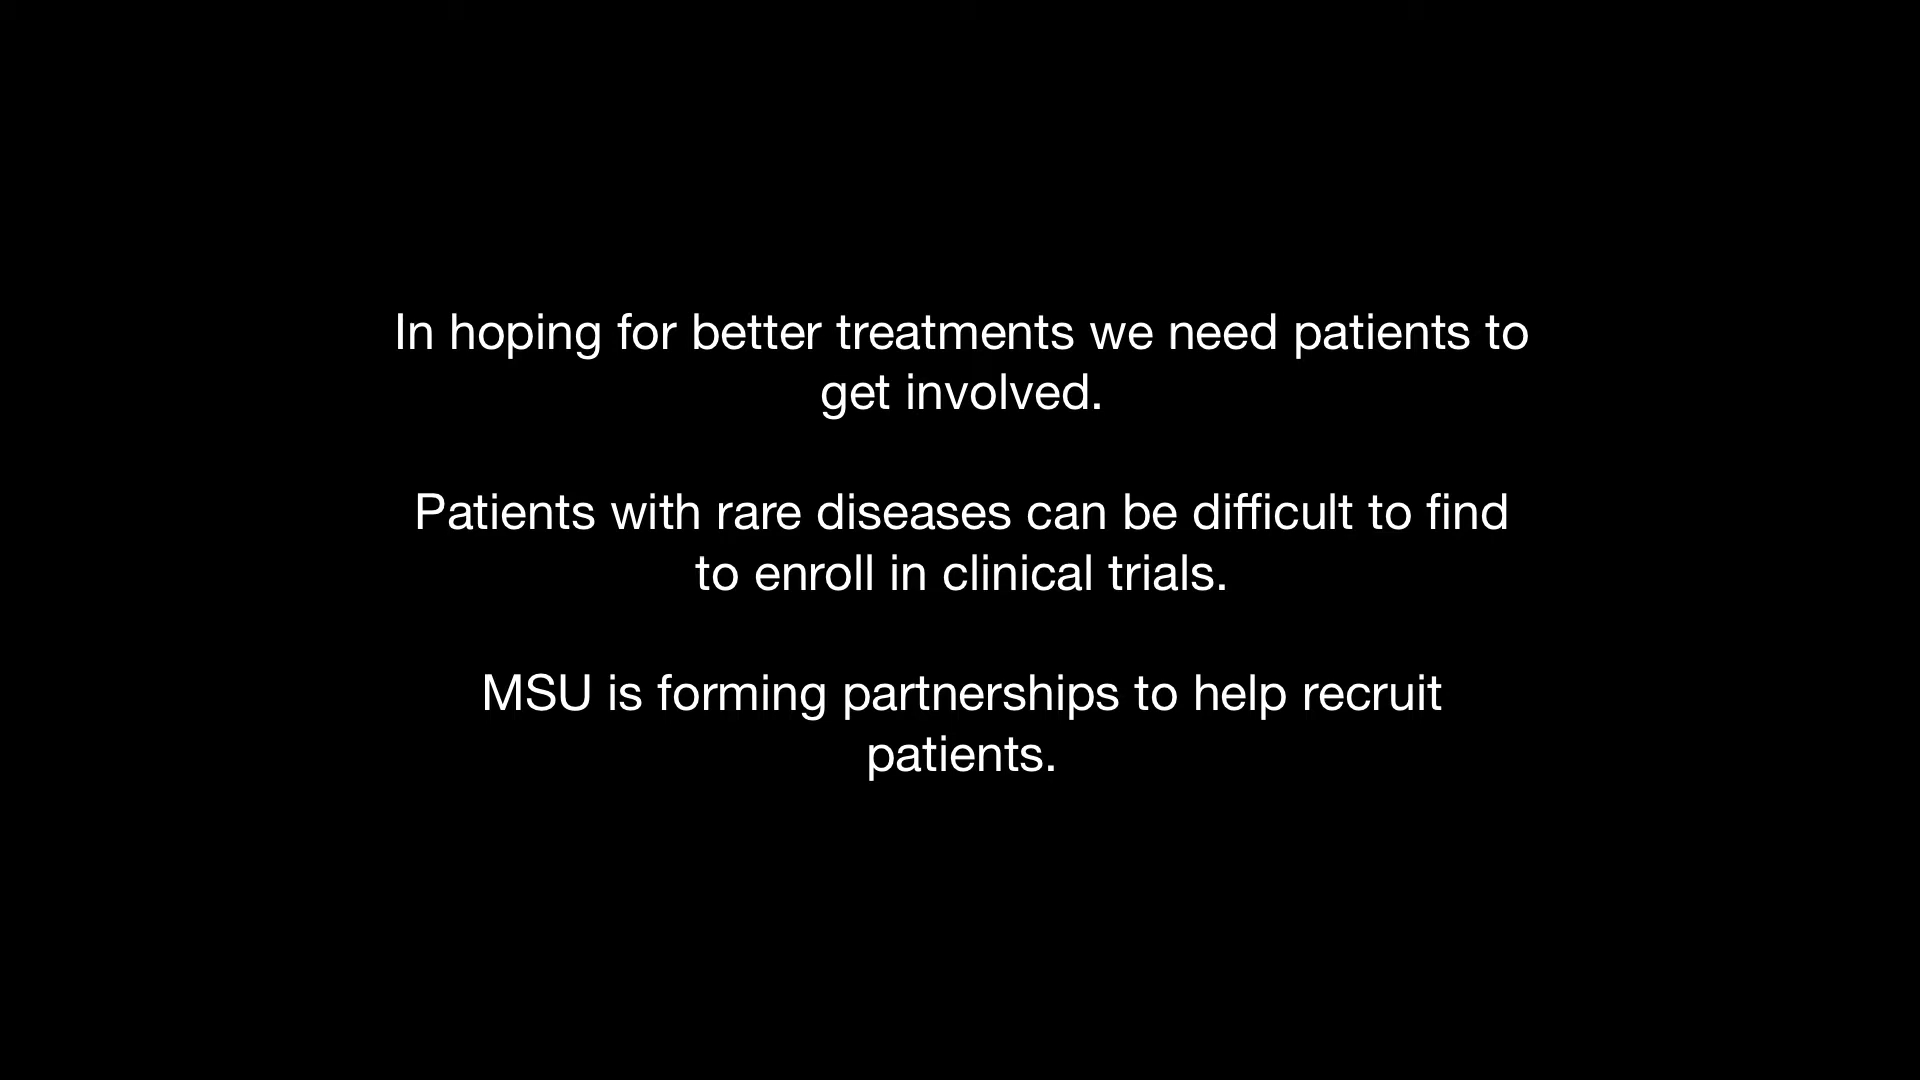 In hoping for better treatments we need patients to
get involved.
Patients with rare diseases can be difficult to find
to enroll in clinical trials.
MSU is forming partnerships to help recruit
patients.